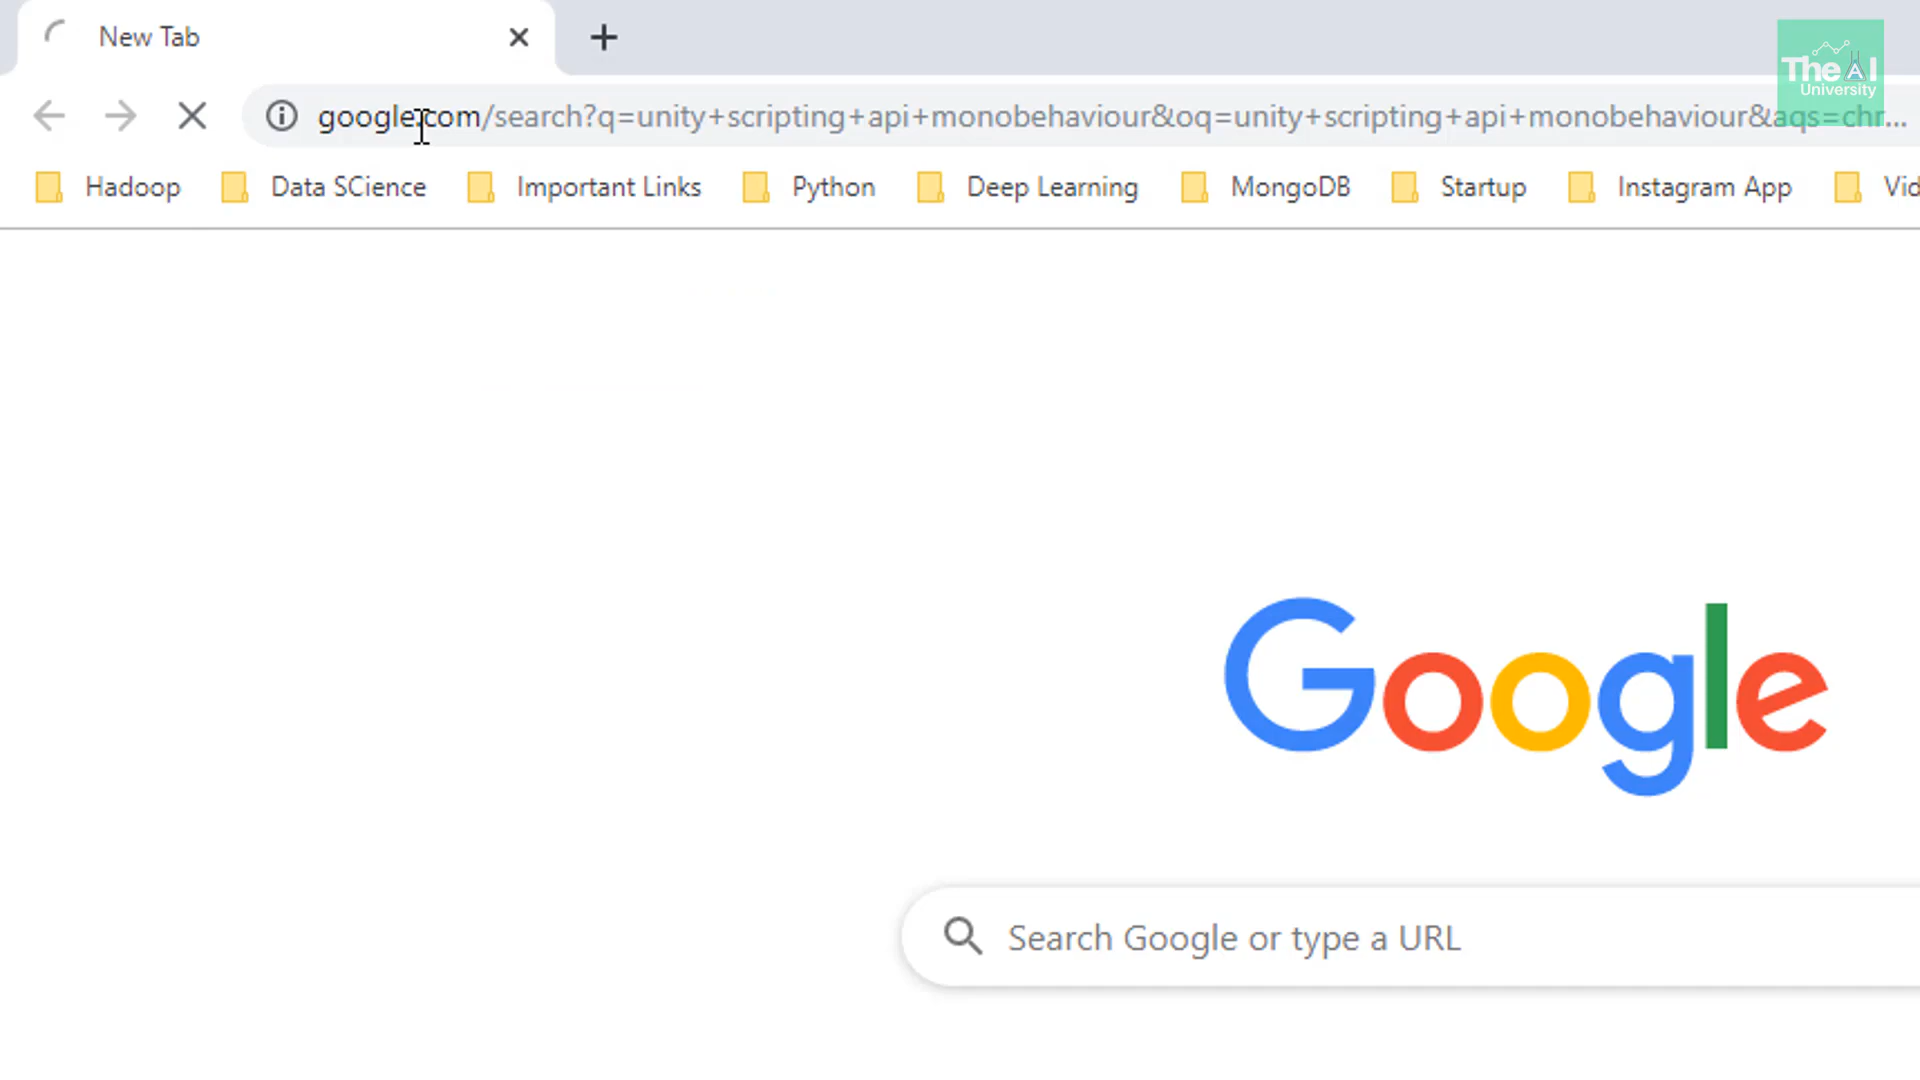 New Tab
The AI
University
google.com/search?q=unity+scripting+api+monobehaviour&oq=unity+scripting+api+monobehaviour&aqs=chr...
Hadoop Data SCience Important Links Python Deep Learning MongoDB Startup Instagram App Vid
Google
Search Google or type a URL